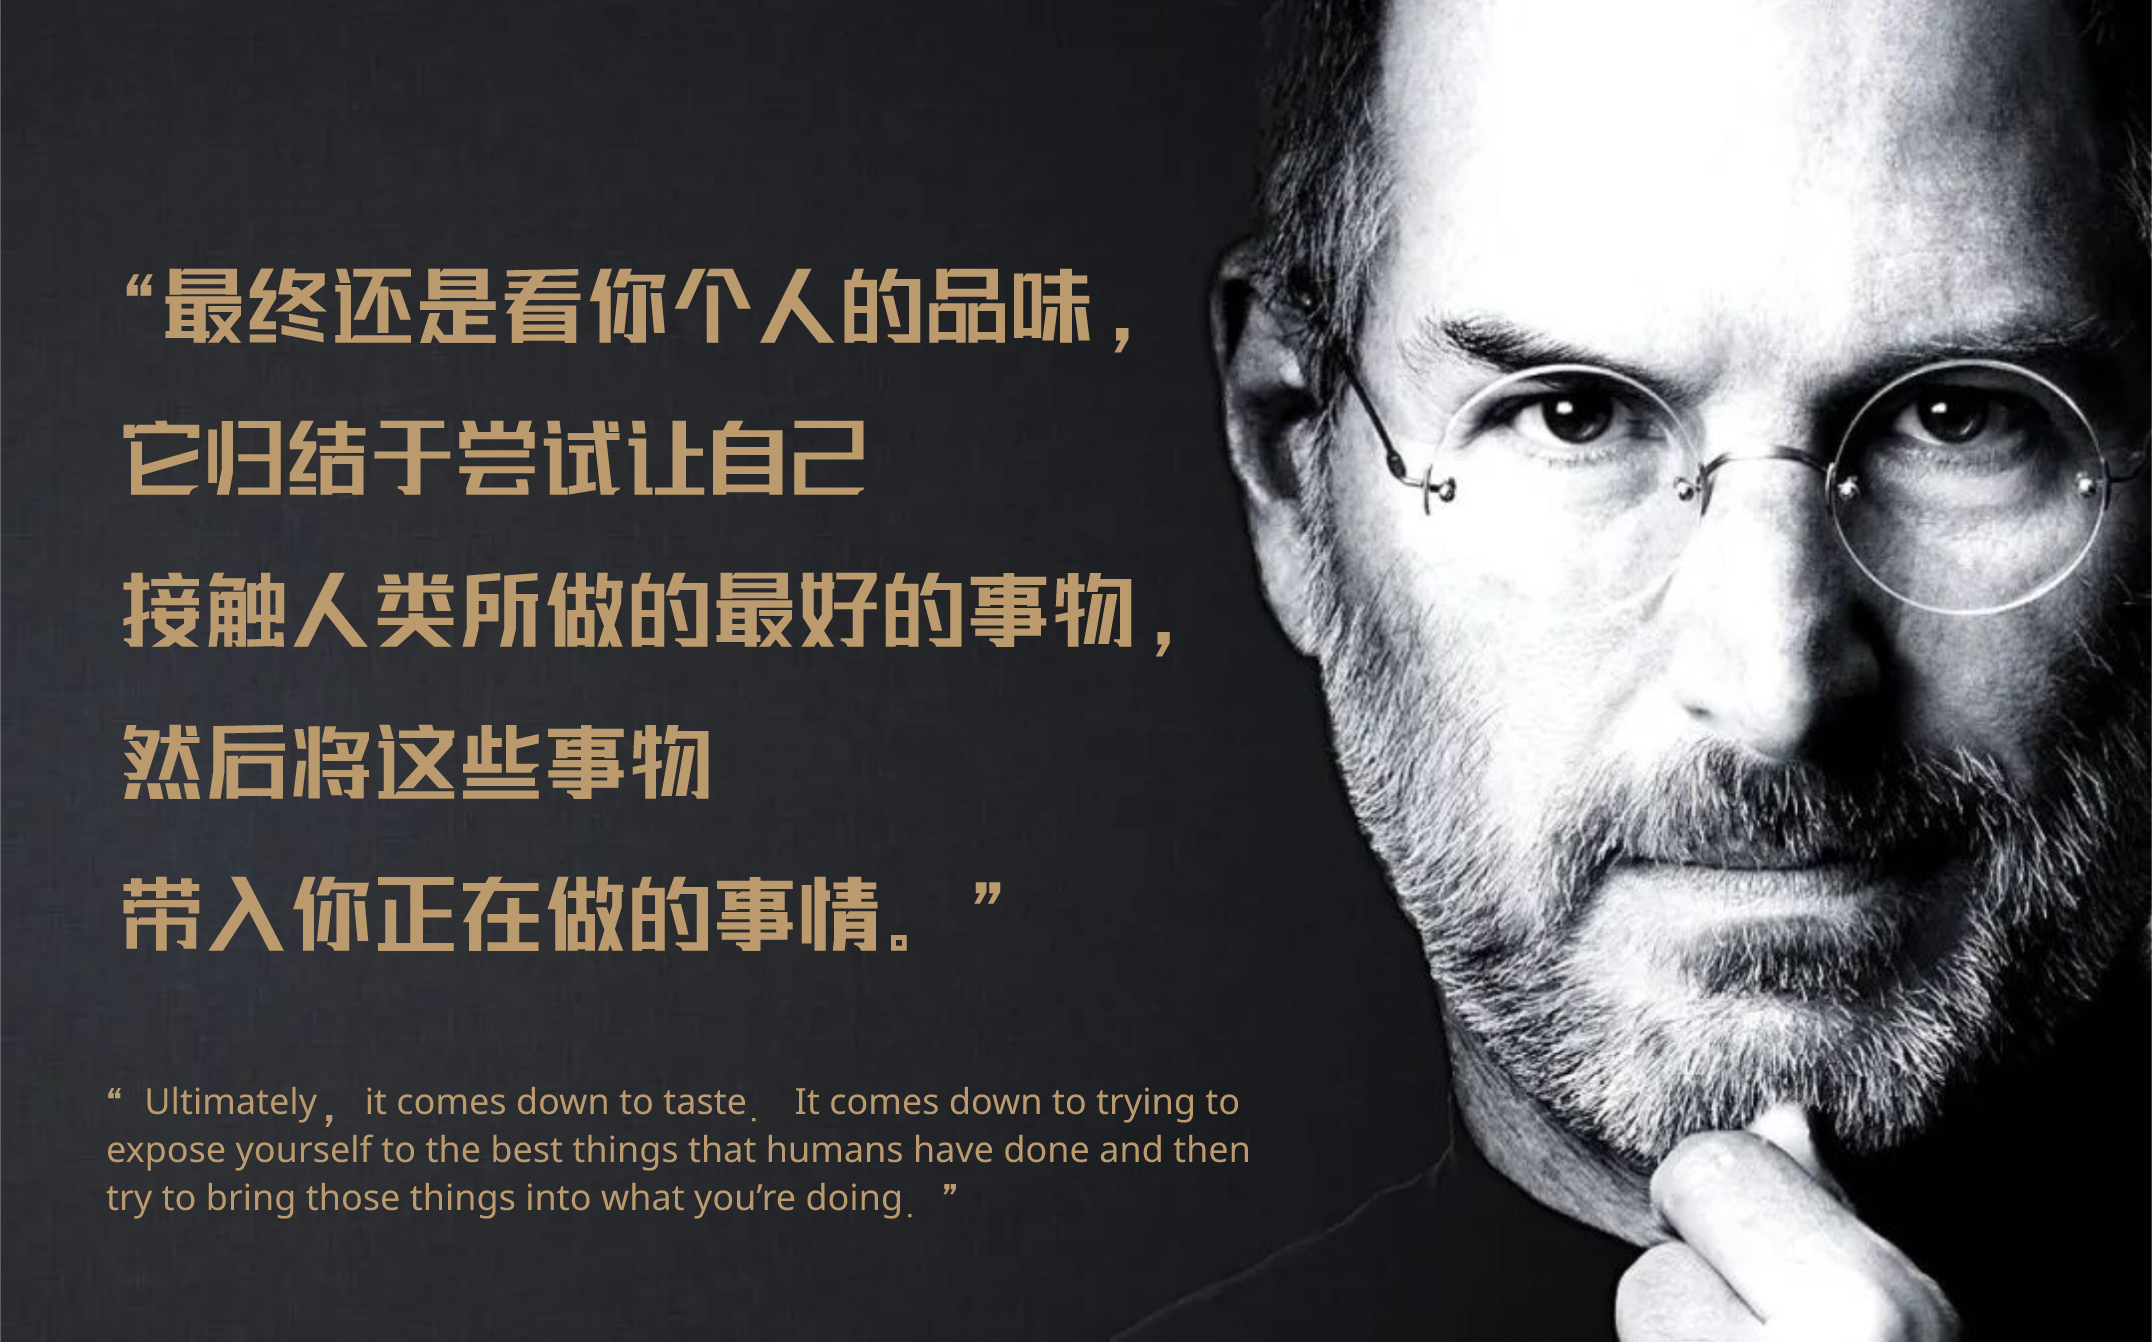 “最终还是看你个人的品味，
它归结于尝试让自己
接触人类所做的最好的事物，
然后将这些事物
带入你正在做的事情。”
“ Ultimately， it comes down to taste． It comes down to trying to
expose yourself to the best things that humans have done and then
try to bring those things into what you’re doing．”